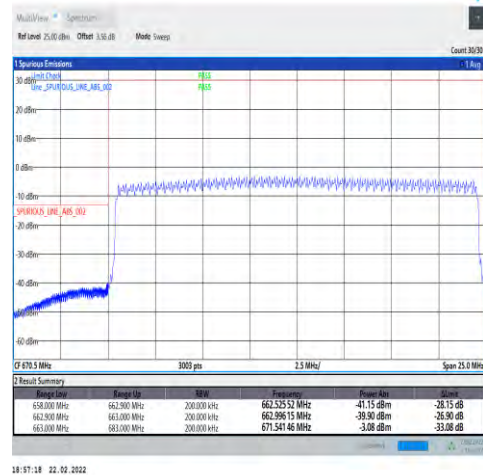 MultiView Spectrum
Ref Level 25.00 dBm Offset 3.56 dB Mode Sweep
Count 30/30
1 Spurious Emissions 1 Avg
30 dBm Limit Check PASS
Line _SPURIOUS_LINE_ABS_002 PASS
20 dBm
10 dBm
0 dBm
-10 dBm
_SPURIOUS_LINE_ABS_002
-20 dBm
-30 dBm
-40 dBm
-50 dBm
-60 dBm
CF 670.5 MHz 3003 pts 2.5 MHz/ Span 25.0 MHz
2 Result Summary
Range Low Range Up RBW Frequency Power Abs ΔLimit
658.000 MHz 662.900 MHz 200.000 kHz 662.525 52 MHz -41.15 dBm -28.15 dB
662.900 MHz 663.000 MHz 200.000 kHz 662.996 15 MHz -39.90 dBm -26.90 dB
663.000 MHz 683.000 MHz 200.000 kHz 671.541 46 MHz -3.08 dBm -33.08 dB
18:57:18 22.02.2022